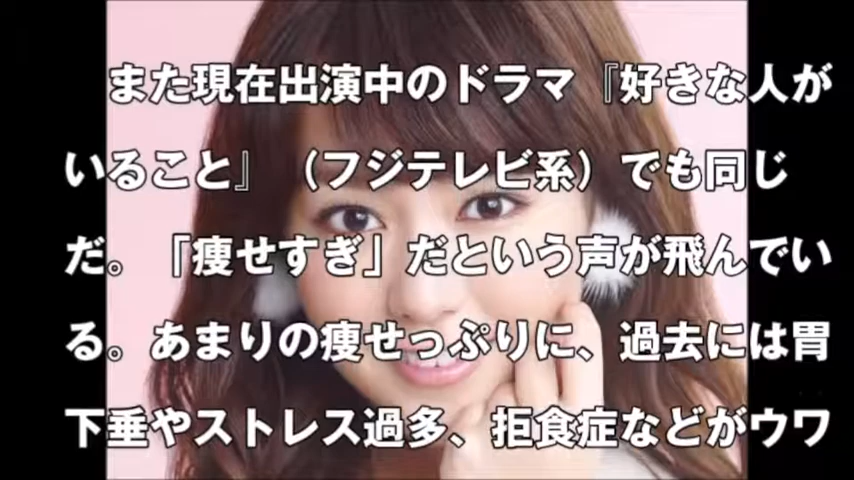 また現在出演中のドラマ『好きな人が
いること』（フジテレビ系）でも同じ
だ。「痩せすぎ」だという声が飛んでい
る。あまりの痩せっぷりに、過去には胃
下垂やストレス過多、拒食症などがウワ